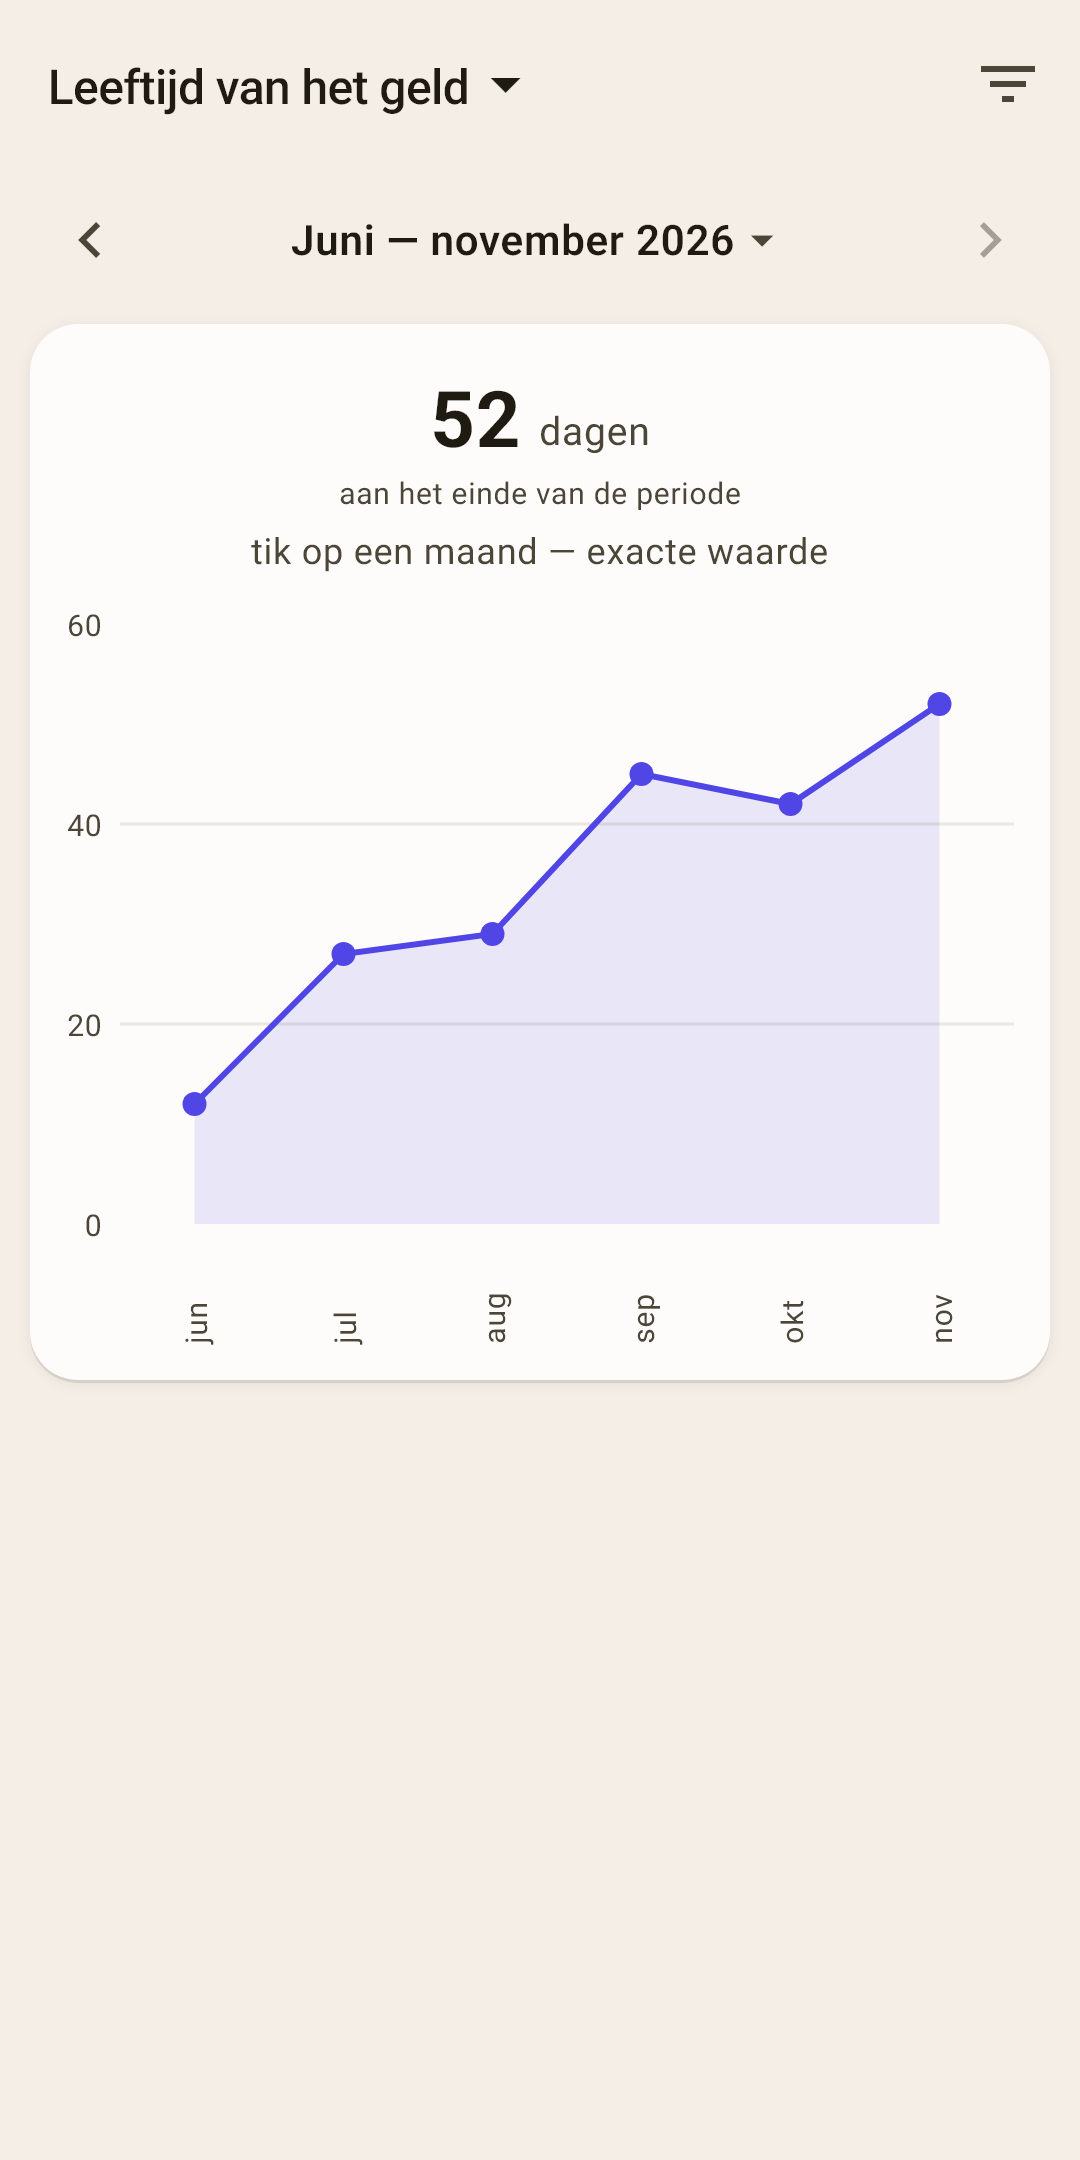 Leeftijd van het geld
Juni — november 2026
52 dagen
aan het einde van de periode
tik op een maand — exacte waarde
60
40
20
0
jun
jul
aug
sep
okt
nov